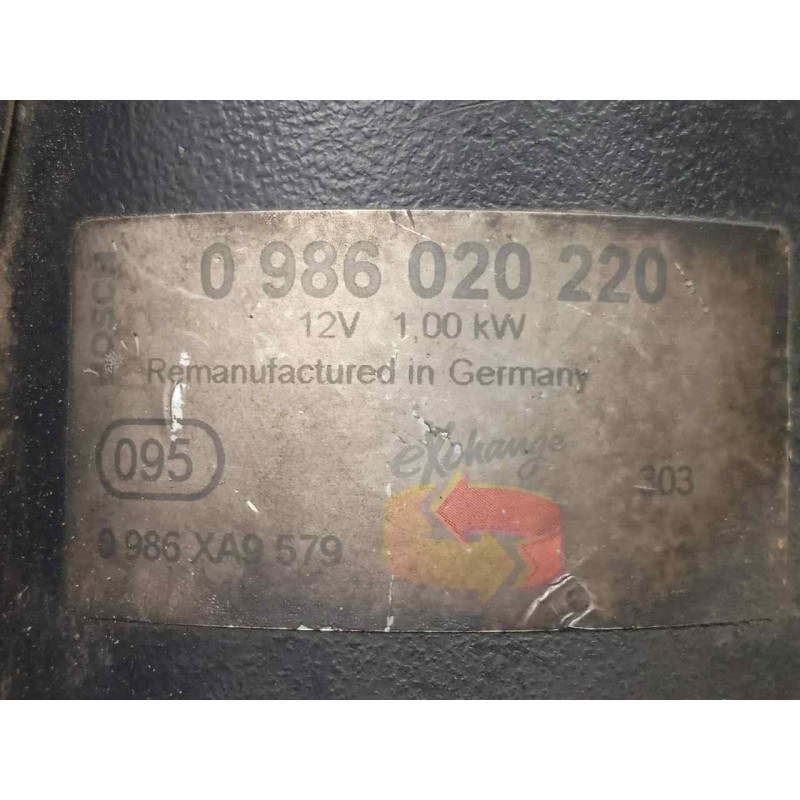 BOSCH
0 986 020 220
12V 1,00 kW
Remanufactured in Germany
095
eXchange
303
0 986 XA9 579